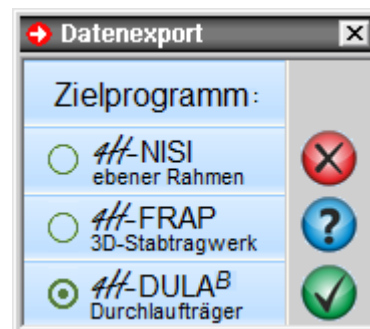 Datenexport
Zielprogramm:
4H-NISI
ebener Rahmen
4H-FRAP
3D-Stabtragwerk
4H-DULAB
Durchlaufträger